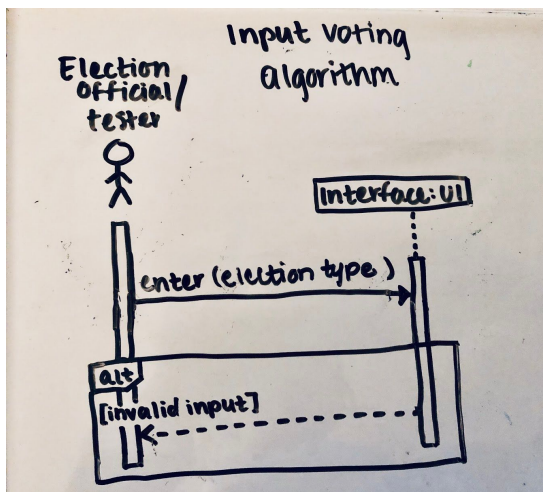 Input voting
algorithm
Election
Official/
tester
Interface:UI
enter (election type)
alt
[invalid input]